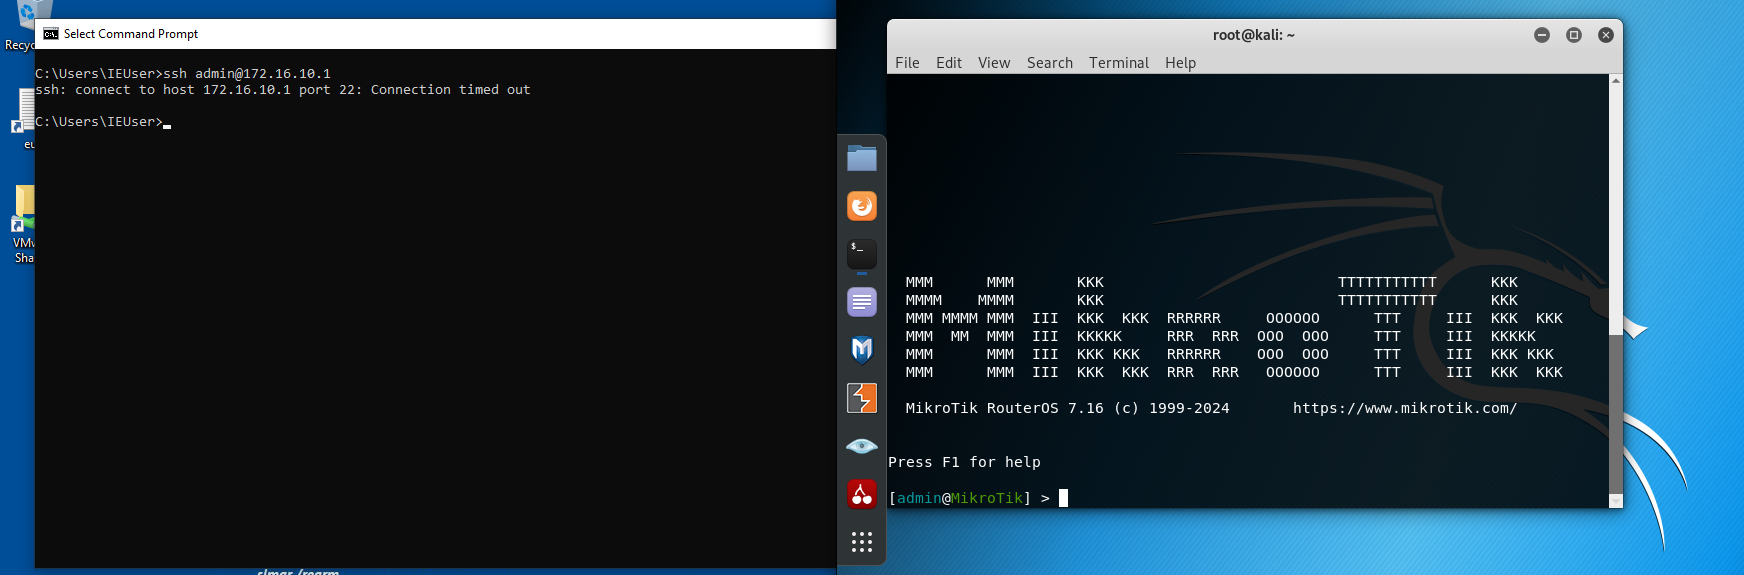 Select Command Prompt
C:\Users\IEUser>ssh admin@172.16.10.1
ssh: connect to host 172.16.10.1 port 22: Connection timed out
C:\Users\IEUser>
Recyc
eu
VMw
Sha
slmgr /rearm
root@kali: ~
File Edit View Search Terminal Help
  MMM      MMM       KKK                          TTTTTTTTTTT      KKK
  MMMM    MMMM       KKK                          TTTTTTTTTTT      KKK
  MMM MMMM MMM  III  KKK  KKK  RRRRRR     OOOOOO      TTT     III  KKK  KKK
  MMM  MM  MMM  III  KKKKK     RRR  RRR  OOO  OOO     TTT     III  KKKKK
  MMM      MMM  III  KKK KKK   RRRRRR    OOO  OOO     TTT     III  KKK KKK
  MMM      MMM  III  KKK  KKK  RRR  RRR   OOOOOO      TTT     III  KKK  KKK
  MikroTik RouterOS 7.16 (c) 1999-2024       https://www.mikrotik.com/
Press F1 for help
[admin@MikroTik] >